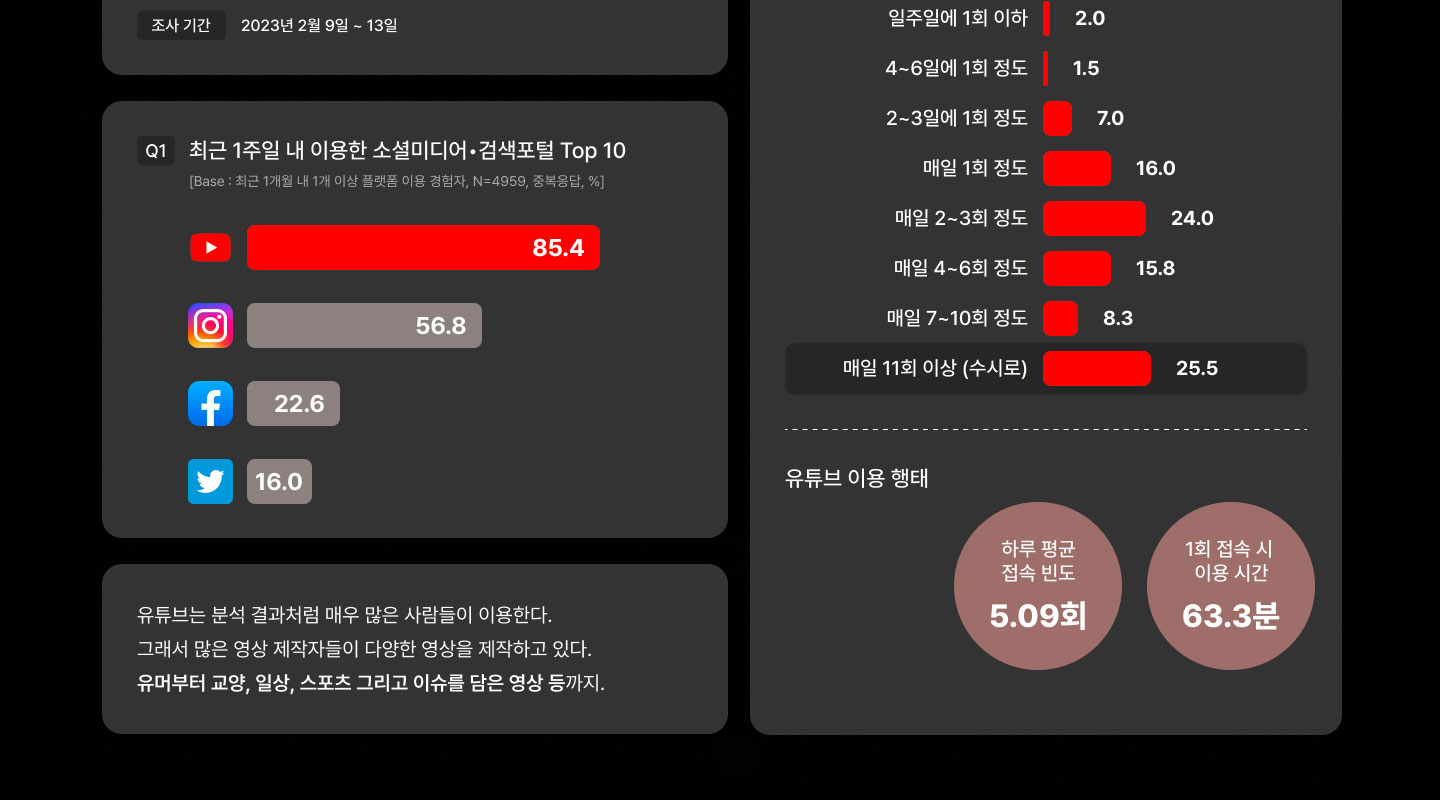 조사 기간 2023년 2월 9일 ~ 13일
Q1 최근 1주일 내 이용한 소셜미디어•검색포털 Top 10
[Base : 최근 1개월 내 1개 이상 플랫폼 이용 경험자, N=4959, 중복응답, %]
85.4
56.8
22.6
16.0
유튜브는 분석 결과처럼 매우 많은 사람들이 이용한다.
그래서 많은 영상 제작자들이 다양한 영상을 제작하고 있다.
유머부터 교양, 일상, 스포츠 그리고 이슈를 담은 영상 등까지.
일주일에 1회 이하 2.0
4~6일에 1회 정도 1.5
2~3일에 1회 정도 7.0
매일 1회 정도 16.0
매일 2~3회 정도 24.0
매일 4~6회 정도 15.8
매일 7~10회 정도 8.3
매일 11회 이상 (수시로) 25.5
유튜브 이용 행태
하루 평균
접속 빈도
5.09회
1회 접속 시
이용 시간
63.3분